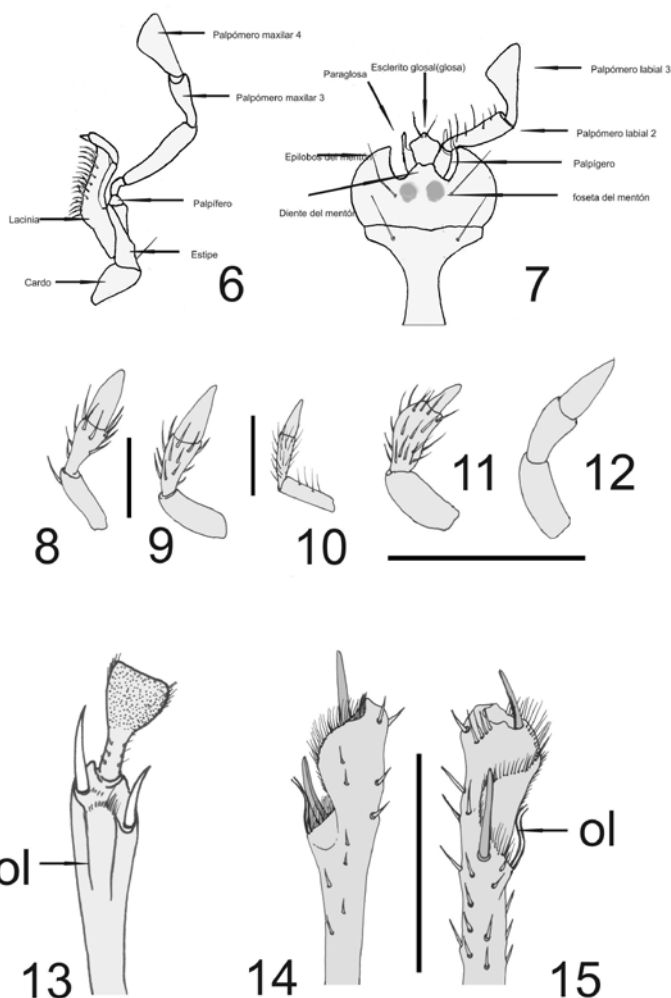 Palpómero maxilar 4
Palpómero maxilar 3
Palpífero
Lacinia
Estipe
Cardo
6
Esclerito glosal(glosa)
Paraglosa
Palpómero labial 3
Palpómero labial 2
Epilobos del mentón
Palpígero
foseta del mentón
Diente del mentón
7
8
9
10
11
12
ol
13
14
ol
15